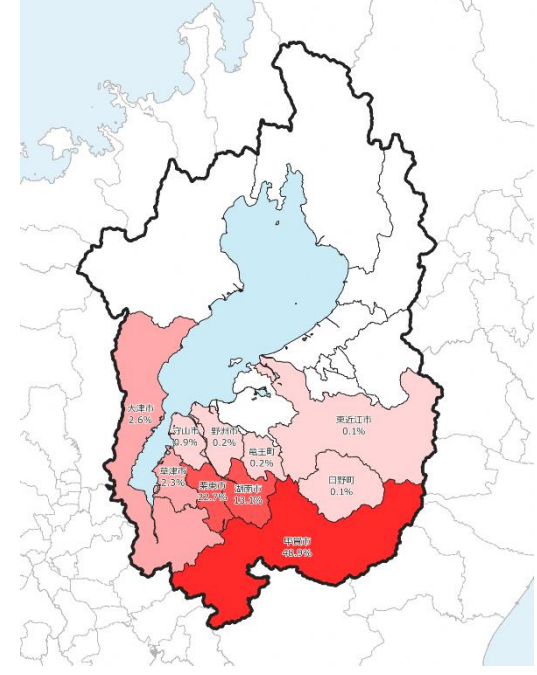 大津市
2.6%
守山市
0.9%
野洲市
0.2%
竜王町
0.2%
東近江市
0.1%
草津市
2.3%
栗東市
22.7%
湖南市
13.1%
日野町
0.1%
甲賀市
48.9%